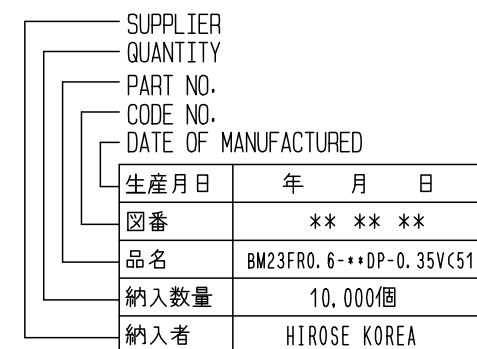 SUPPLIER
QUANTITY
PART NO.
CODE NO.
DATE OF MANUFACTURED
生産月日 年 月 日
図番 ** ** **
品名 BM23FR0.6-**DP-0.35V(51
納入数量 10,000個
納入者 HIROSE KOREA